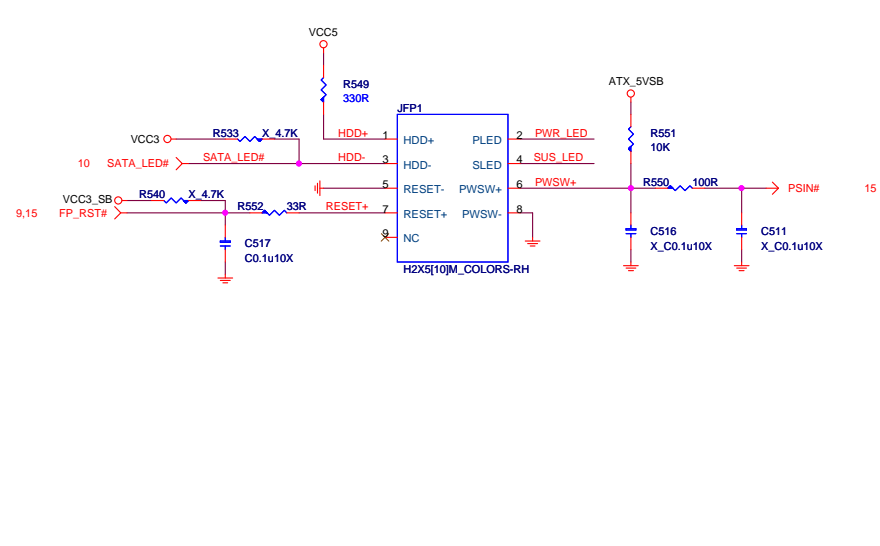 VCC5
R549
330R
ATX_5VSB
JFP1
R551
10K
VCC3
R533
X_4.7K
HDD+
1
HDD+
PLED
2
PWR_LED
10
SATA_LED#
SATA_LED#
HDD-
3
HDD-
SLED
4
SUS_LED
VCC3_SB
R540
X_4.7K
5
RESET-
PWSW+
6
PWSW+
R550
100R
PSIN#
15
9,15
FP_RST#
R552
33R
RESET+
7
RESET+
PWSW-
8
9
NC
C517
C0.1u10X
C516
X_C0.1u10X
C511
X_C0.1u10X
H2X5[10]M_COLORS-RH